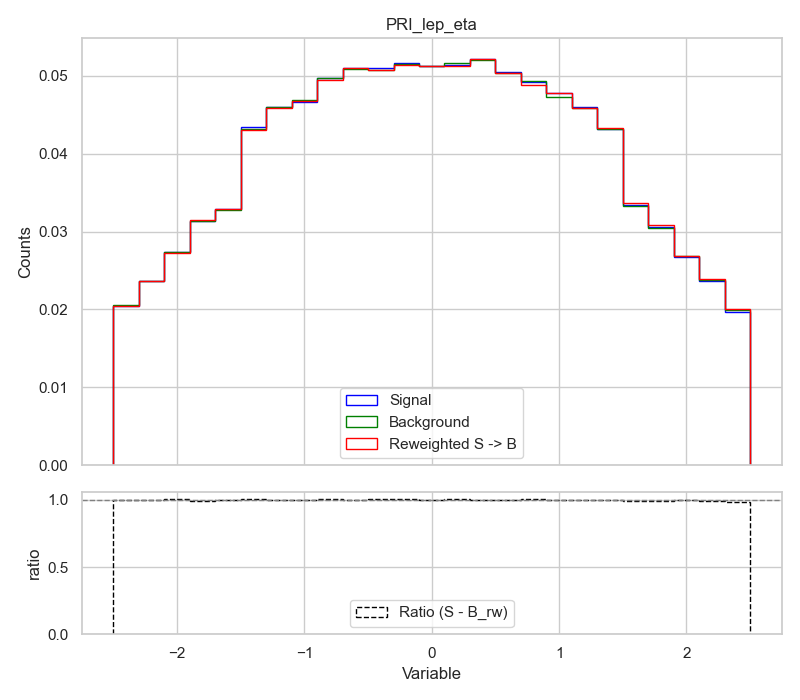 PRI_lep_eta
0.05
0.04
0.03
0.02
0.01
0.00
Counts
Signal
Background
Reweighted S -> B
1.0
0.5
0.0
ratio
Ratio (S - B_rw)
−2
−1
0
1
2
Variable